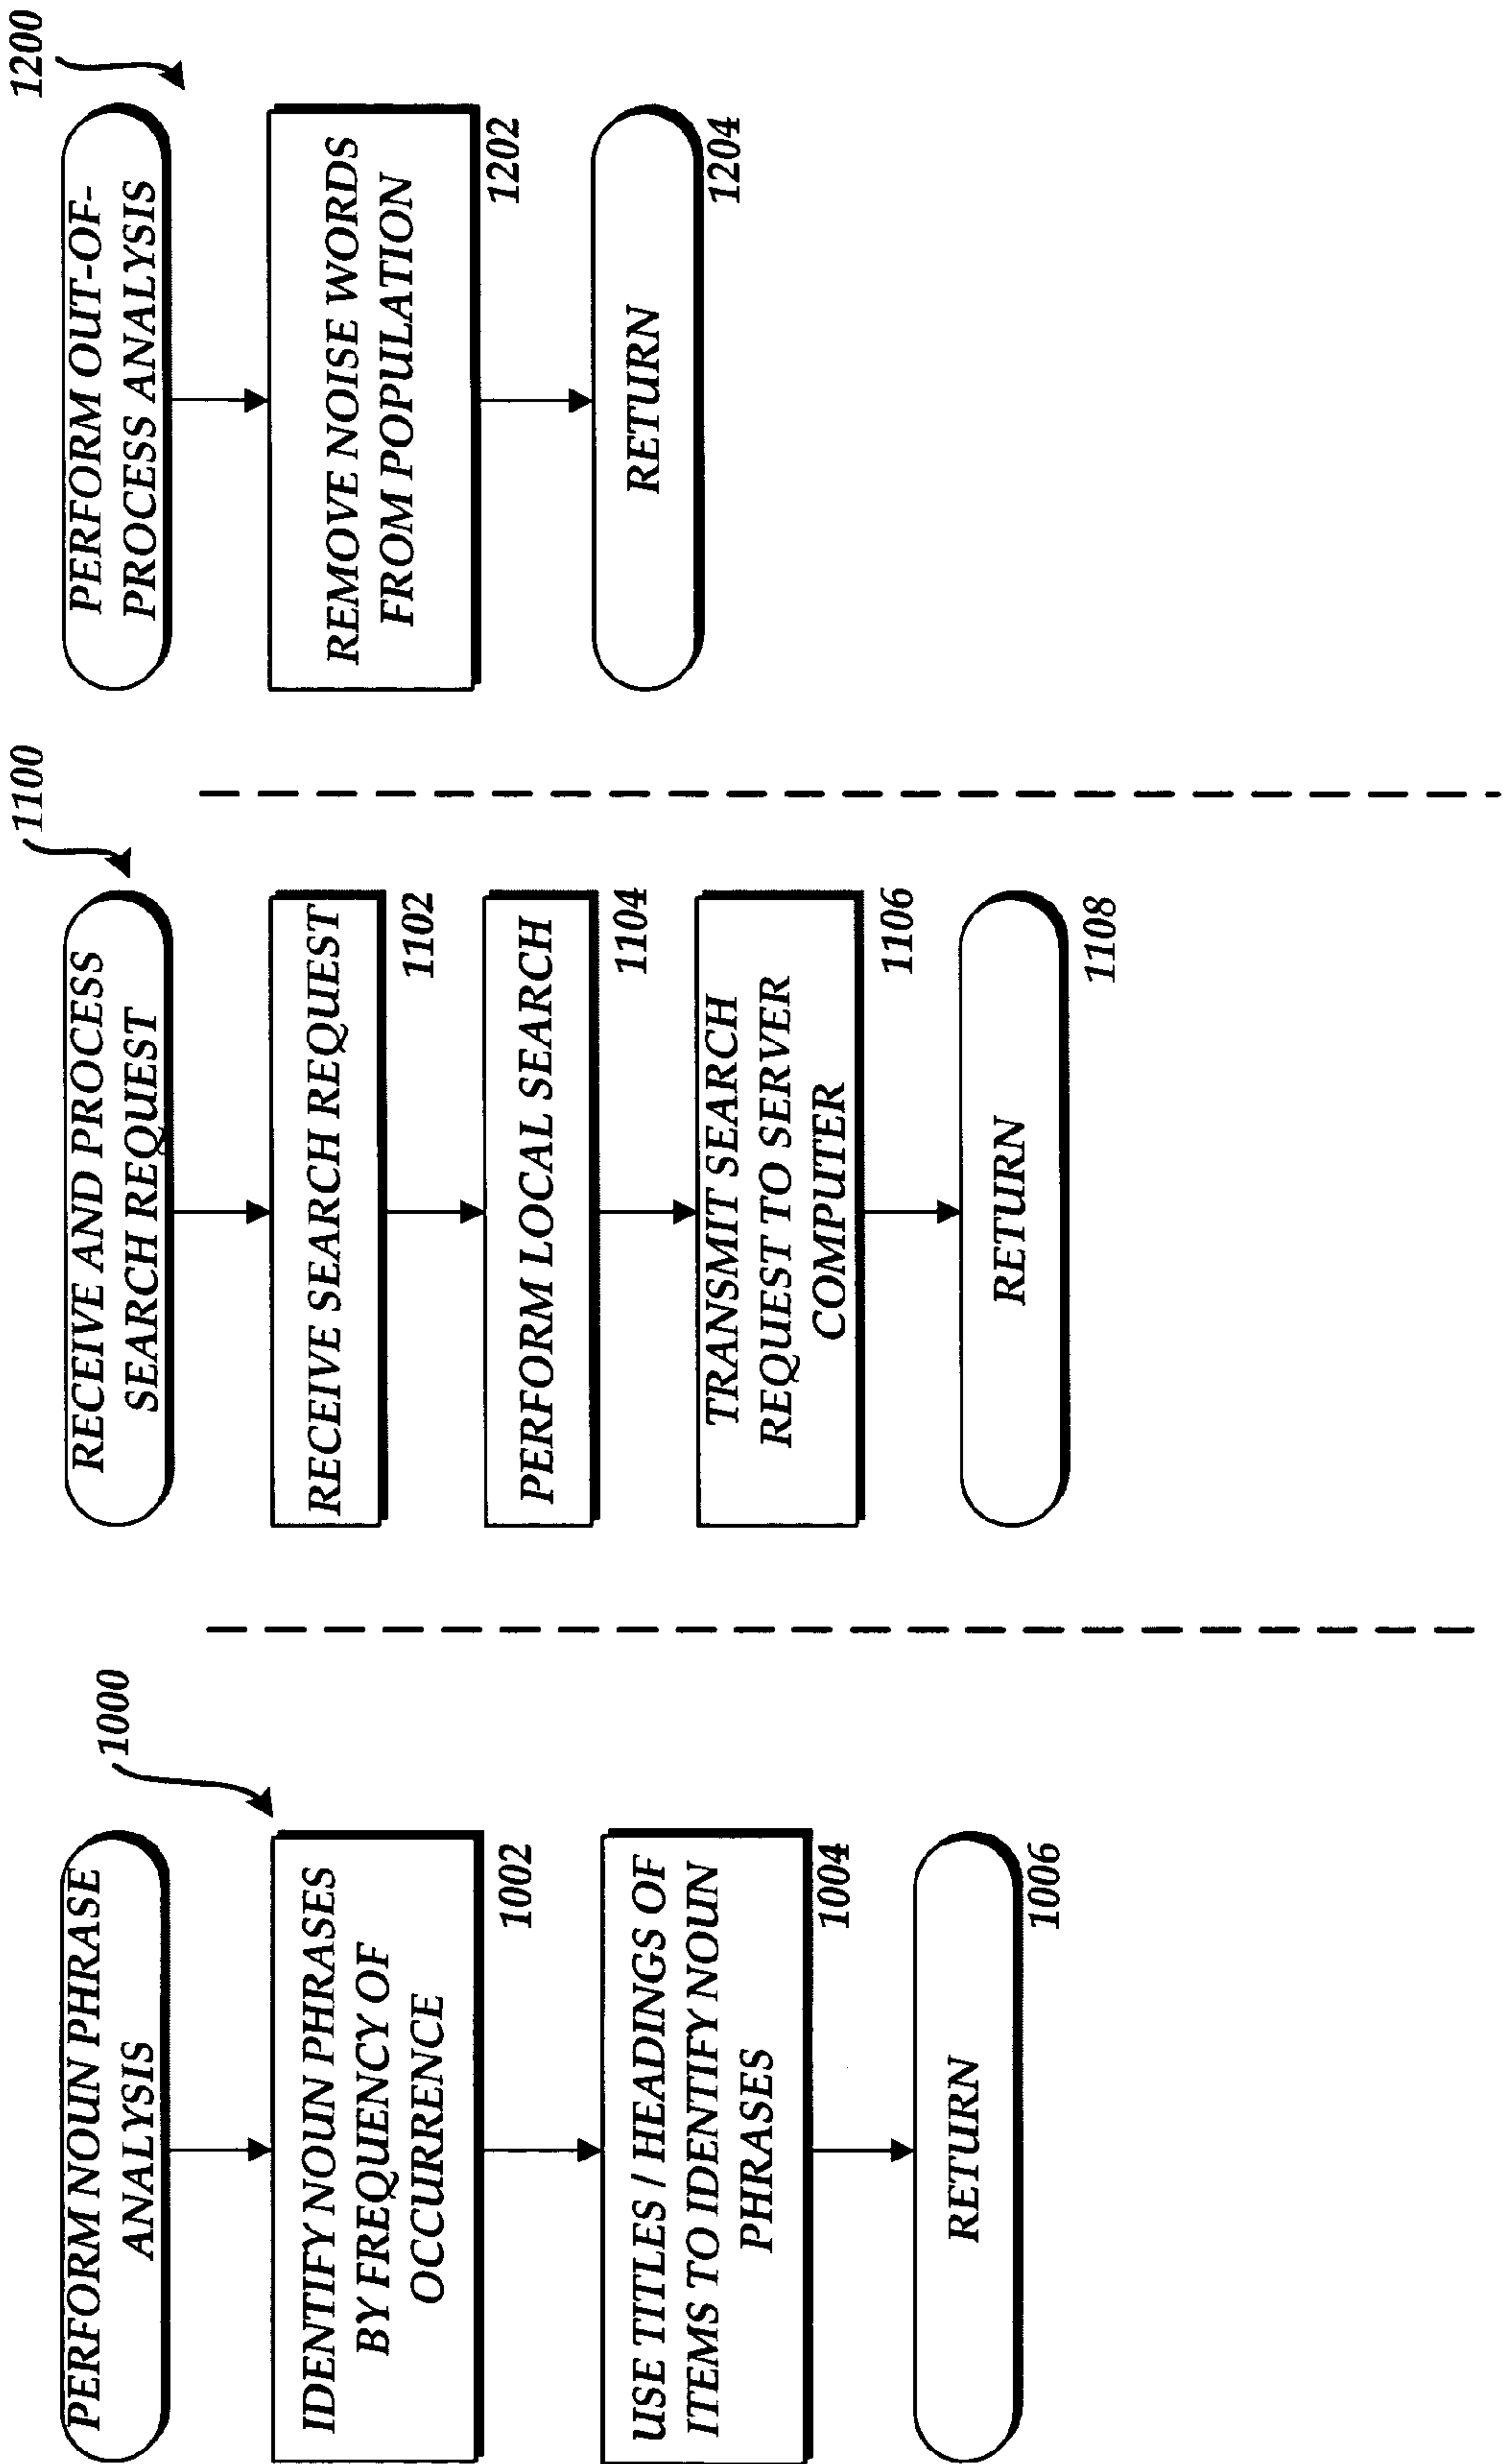 1000
PERFORM NOUN PHRASE
ANALYSIS
IDENTIFY NOUN PHRASES
BY FREQUENCY OF
OCCURRENCE
1002
USE TITLES / HEADINGS OF
ITEMS TO IDENTIFY NOUN
PHRASES
1004
RETURN
1006
1100
RECEIVE AND PROCESS
SEARCH REQUEST
RECEIVE SEARCH REQUEST
1102
PERFORM LOCAL SEARCH
1104
TRANSMIT SEARCH
REQUEST TO SERVER
COMPUTER
1106
RETURN
1108
1200
PERFORM OUT-OF-
PROCESS ANALYSIS
REMOVE NOISE WORDS
FROM POPULATION
1202
RETURN
1204